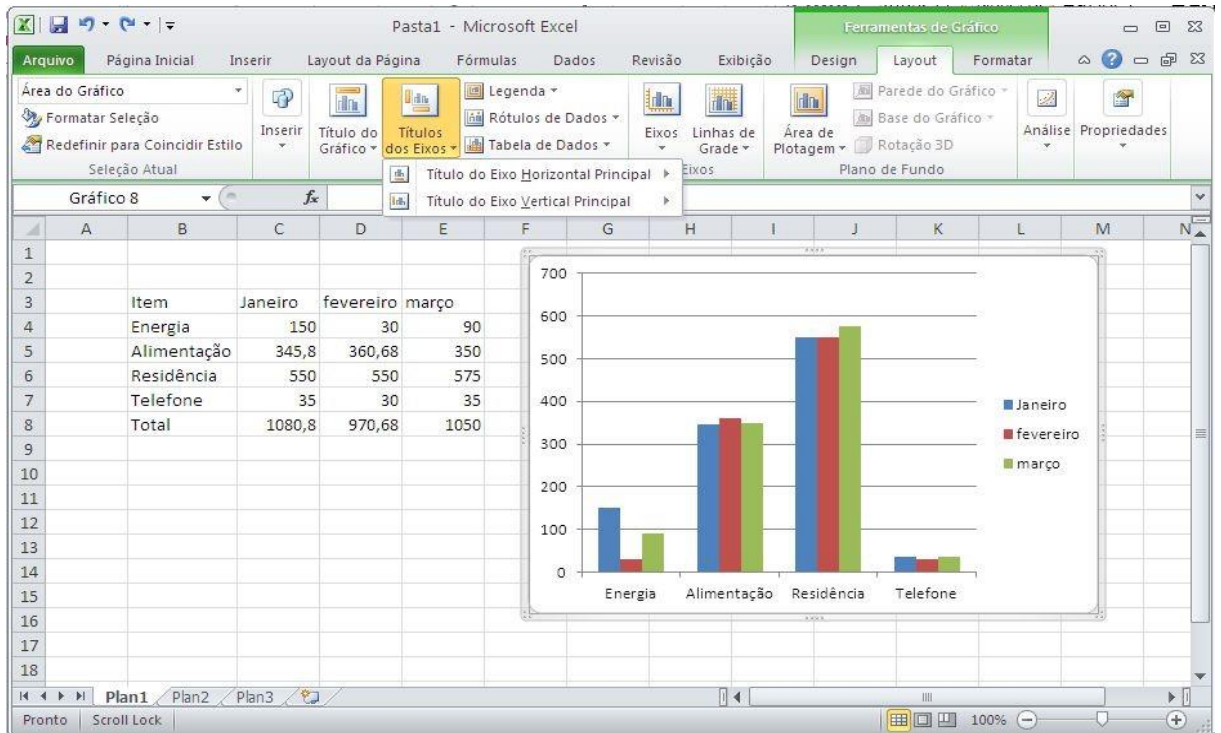 Pasta1 - Microsoft Excel
Ferramentas de Gráfico
Arquivo Página Inicial Inserir Layout da Página Fórmulas Dados Revisão Exibição Design Layout Formatar
Área do Gráfico
Formatar Seleção
Redefinir para Coincidir Estilo
Seleção Atual
Inserir
Título do Gráfico
Títulos dos Eixos
Legenda
Rótulos de Dados
Tabela de Dados
Eixos
Linhas de Grade
Eixos
Área de Plotagem
Parede do Gráfico
Base do Gráfico
Rotação 3D
Plano de Fundo
Análise
Propriedades
Título do Eixo Horizontal Principal
Título do Eixo Vertical Principal
Gráfico 8 fx
A B C D E F G H I J K L M N
1
2
3 Item Janeiro fevereiro março
4 Energia 150 30 90
5 Alimentação 345,8 360,68 350
6 Residência 550 550 575
7 Telefone 35 30 35
8 Total 1080,8 970,68 1050
9
10
11
12
13
14
15
16
17
18
700
600
500
400
300
200
100
0
Energia Alimentação Residência Telefone
Janeiro
fevereiro
março
Plan1 Plan2 Plan3
Pronto Scroll Lock 100%